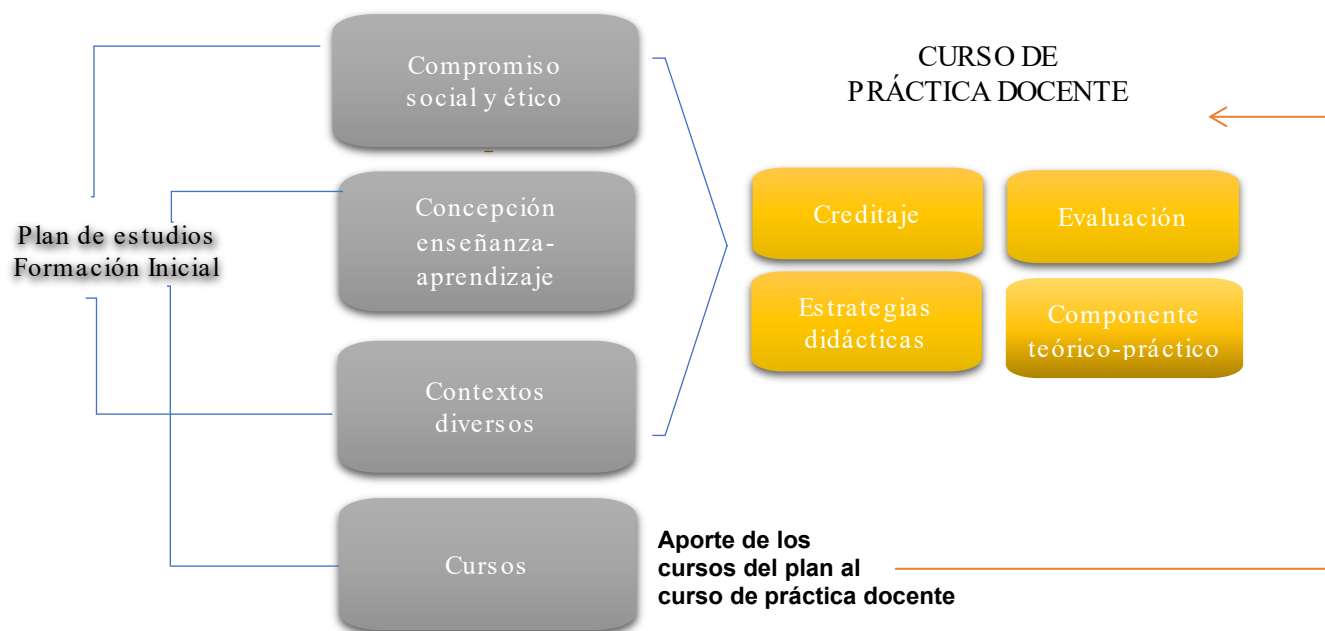 Plan de estudios
Formación Inicial
Compromiso
social y ético
Concepción
enseñanza-
aprendizaje
Contextos
diversos
Cursos
CURSO DE
PRÁCTICA DOCENTE
Creditaje
Evaluación
Estrategias
didácticas
Componente
teórico-práctico
Aporte de los
cursos del plan al
curso de práctica docente